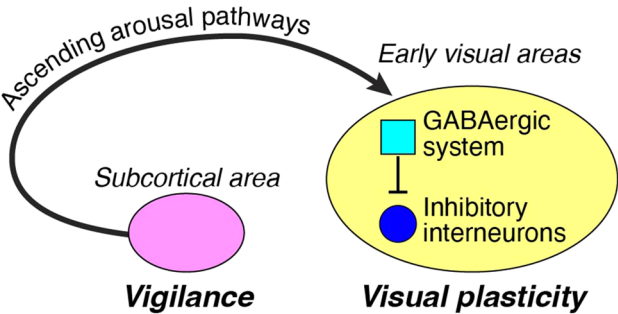 Ascending arousal pathways
Early visual areas
GABAergic
system
Subcortical area
Inhibitory
interneurons
Vigilance
Visual plasticity